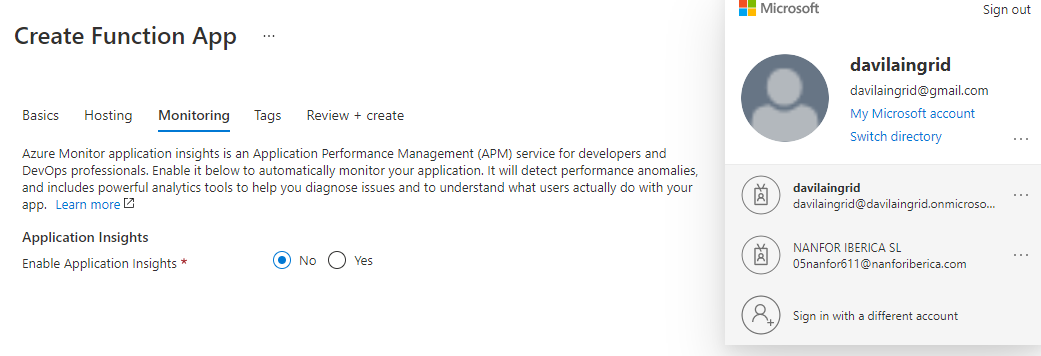 Create Function App ...
Basics Hosting Monitoring Tags Review + create
Azure Monitor application insights is an Application Performance Management (APM) service for developers and
DevOps professionals. Enable it below to automatically monitor your application. It will detect performance anomalies,
and includes powerful analytics tools to help you diagnose issues and to understand what users actually do with your
app. Learn more
Application Insights
Enable Application Insights *
No Yes
Microsoft
Sign out
davilaingrid
davilaingrid@gmail.com
My Microsoft account
Switch directory
...
davilaingrid
davilaingrid@davilaingrid.onmicroso...
...
NANFOR IBERICA SL
05nanfor611@nanforiberica.com
...
Sign in with a different account